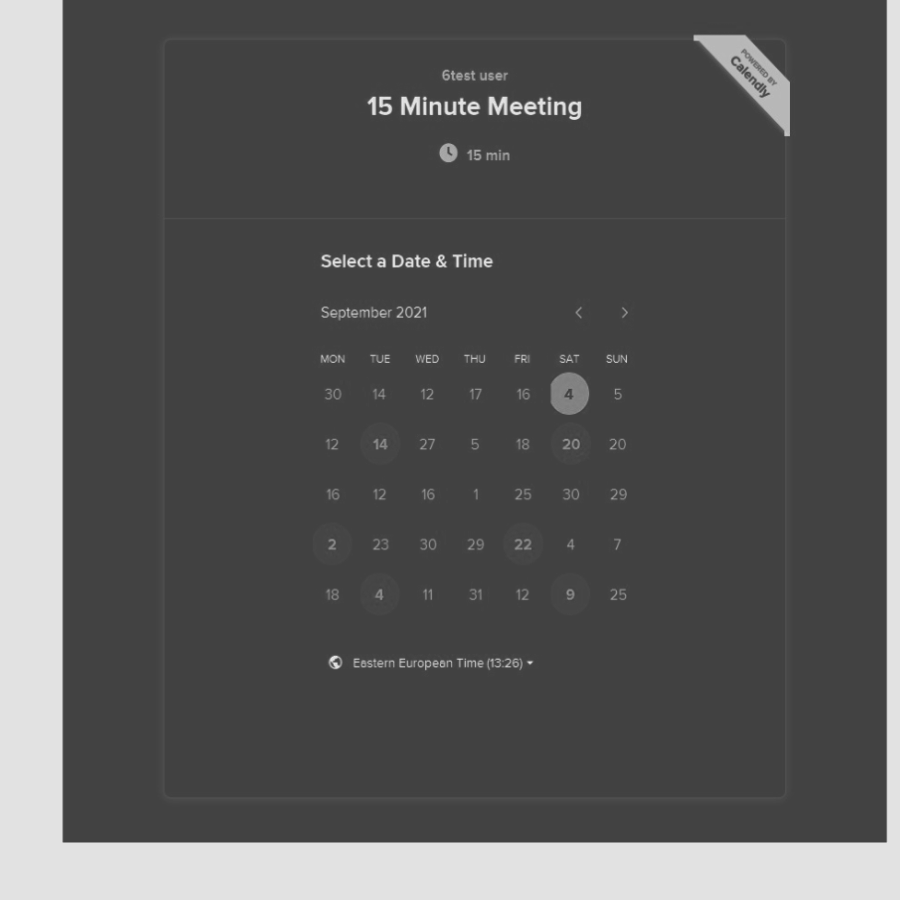 POWERED BY
Calendly
6test user
15 Minute Meeting
15 min
Select a Date & Time
September 2021
MON TUE WED THU FRI SAT SUN
30 14 12 17 16 4 5
12 14 27 5 18 20 20
16 12 16 1 25 30 29
2 23 30 29 22 4 7
18 4 11 31 12 9 25
Eastern European Time (13:26)